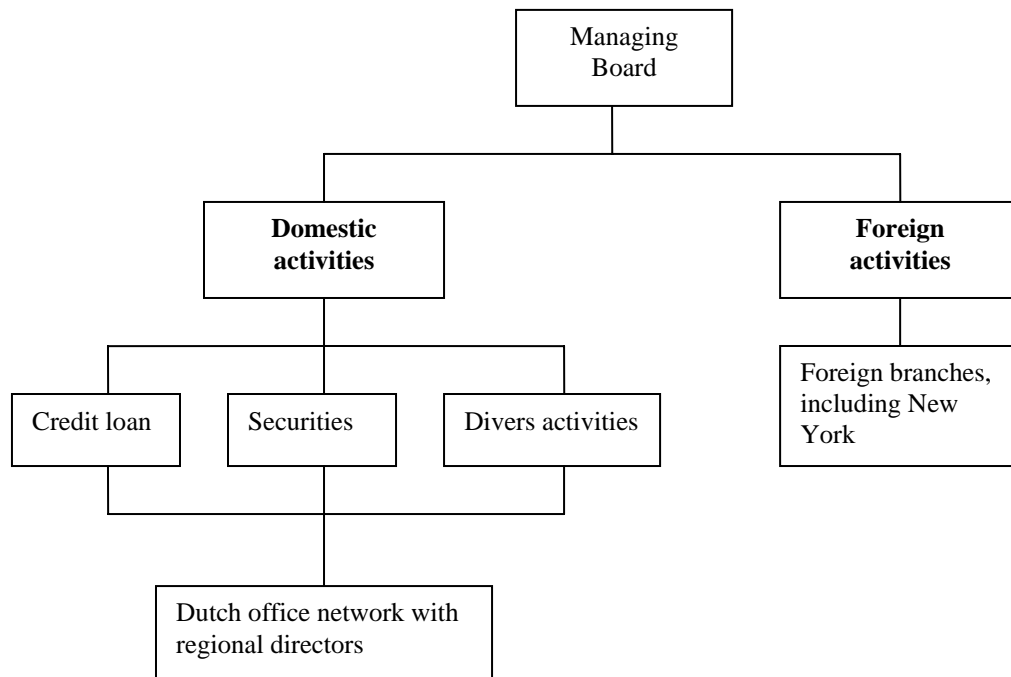 Managing
Board
Domestic
activities
Foreign
activities
Credit loan
Securities
Divers activities
Foreign branches,
including New
York
Dutch office network with
regional directors